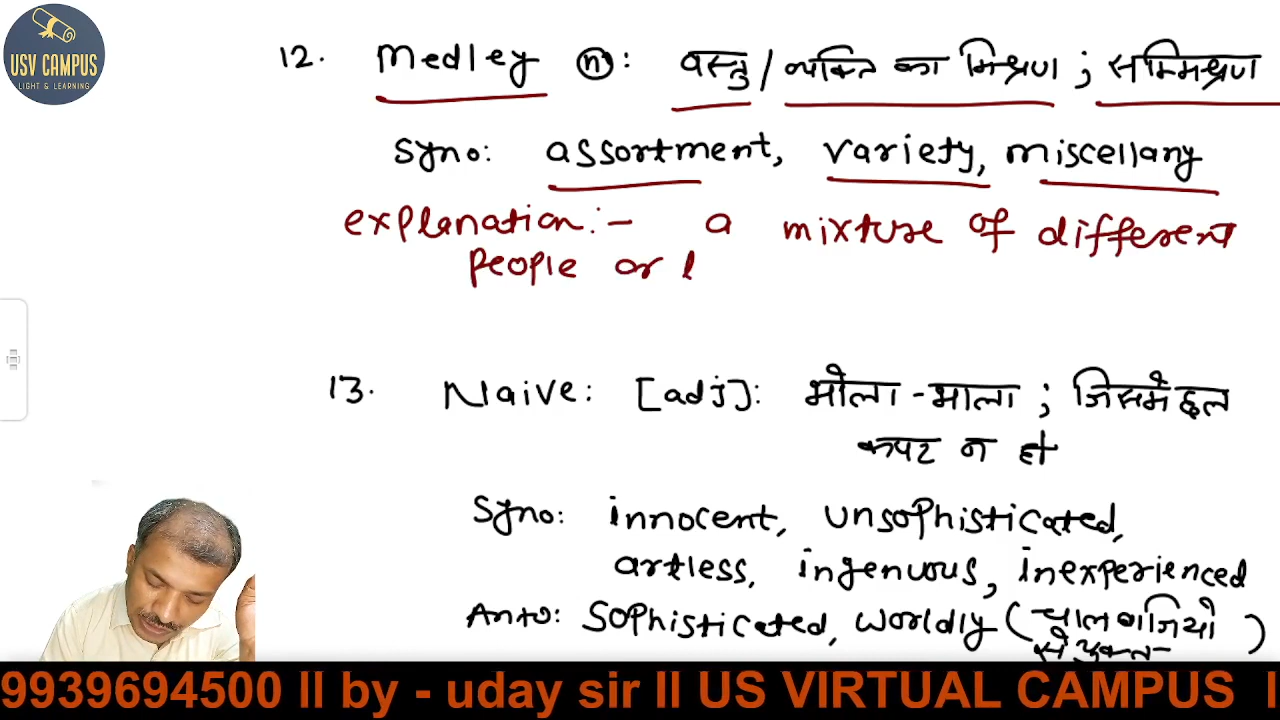 USV CAMPUS
LIGHT & LEARNING
12. Medley (n): वस्तु / व्यक्ति का मिश्रण ; सम्मिश्रण
Syno: assortment, variety, miscellany
explanation:- a mixture of different
people or l
13. Naive: [adj]: भोला - भाला ; जिसमे छल
कपट न हो
Syno: innocent, unsophisticated,
artless, ingenuous, inexperienced
Anto: Sophisticated, worldly (चालबाजियो
से युक्त )
9939694500 II by - uday sir II US VIRTUAL CAMPUS I